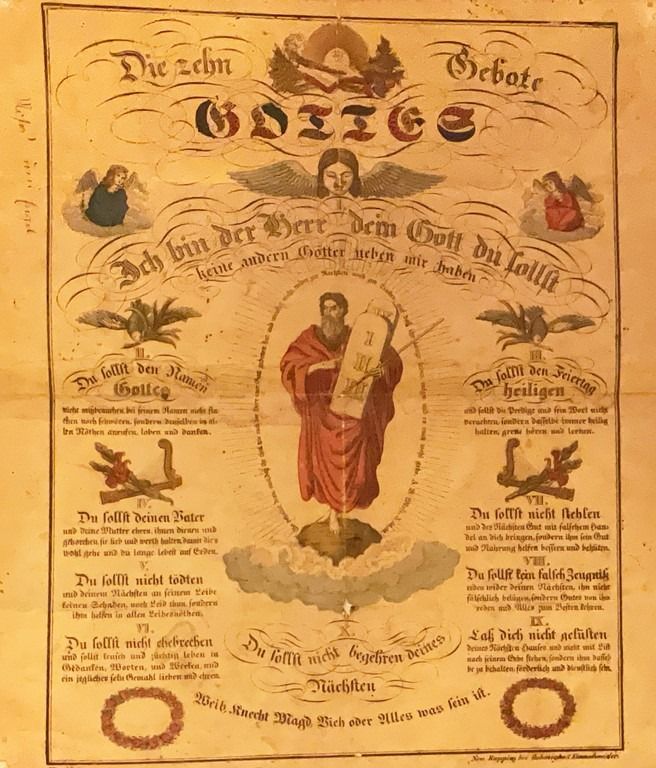 Die zehn Gebote
GOTTES
I
Ich bin der Herr dein Gott du sollst
keine andern Götter neben mir haben
I
II
III
II.
Du sollst den Namen
Gottes
nicht mißbrauchen bei seinem Namen nicht flu
chen noch schwören, sondern denselben in al
len Nöthen anrufen, loben und danken.
III.
Du sollst den Feiertag
heiligen
und sollst die Predigt und sein Wort nicht
verachten, sondern dasselbe immer heilig
halten, gern hören und lernen.
IV.
Du sollst deinen Vater
und deine Mutter ehren, ihnen dienen und
gehorchen sie lieb und werth halten, damit dirs
wohl gehe und du lange lebest auf Erden.
V.
Du sollst nicht tödten
und deinem Nächsten an seinem Leibe
keinen Schaden, noch Leid thun, sondern
ihm helfen in allen Leibesnöthen.
VI.
Du sollst nicht ehebrechen
und sollst keusch und züchtig leben in
Gedanken, Worten, und Werken, und
ein jeglicher sein Gemahl lieben und ehren.
VII.
Du sollst nicht stehlen
und des Nächsten Gut mit falschem Han
del an dich bringen, sondern ihm sein Gut
und Nahrung helfen bessern und behüten.
VIII.
Du sollst kein falsch Zeugniß
reden wider deinen Nächsten, ihn nicht
fälschlich belügen, sondern Gutes von ihm
reden und Alles zum Besten kehren.
IX.
Laß dich nicht gelüsten
deines Nächsten Hauses und nicht mit List
nach seinem Erbe stehen, sondern ihm dassel
be zu behalten, förderlich und dienstlich sein.
X.
Du sollst nicht begehren deines
Nächsten
Weib, Knecht Magd, Vieh oder Alles was sein ist.
Neu Ruppin bei